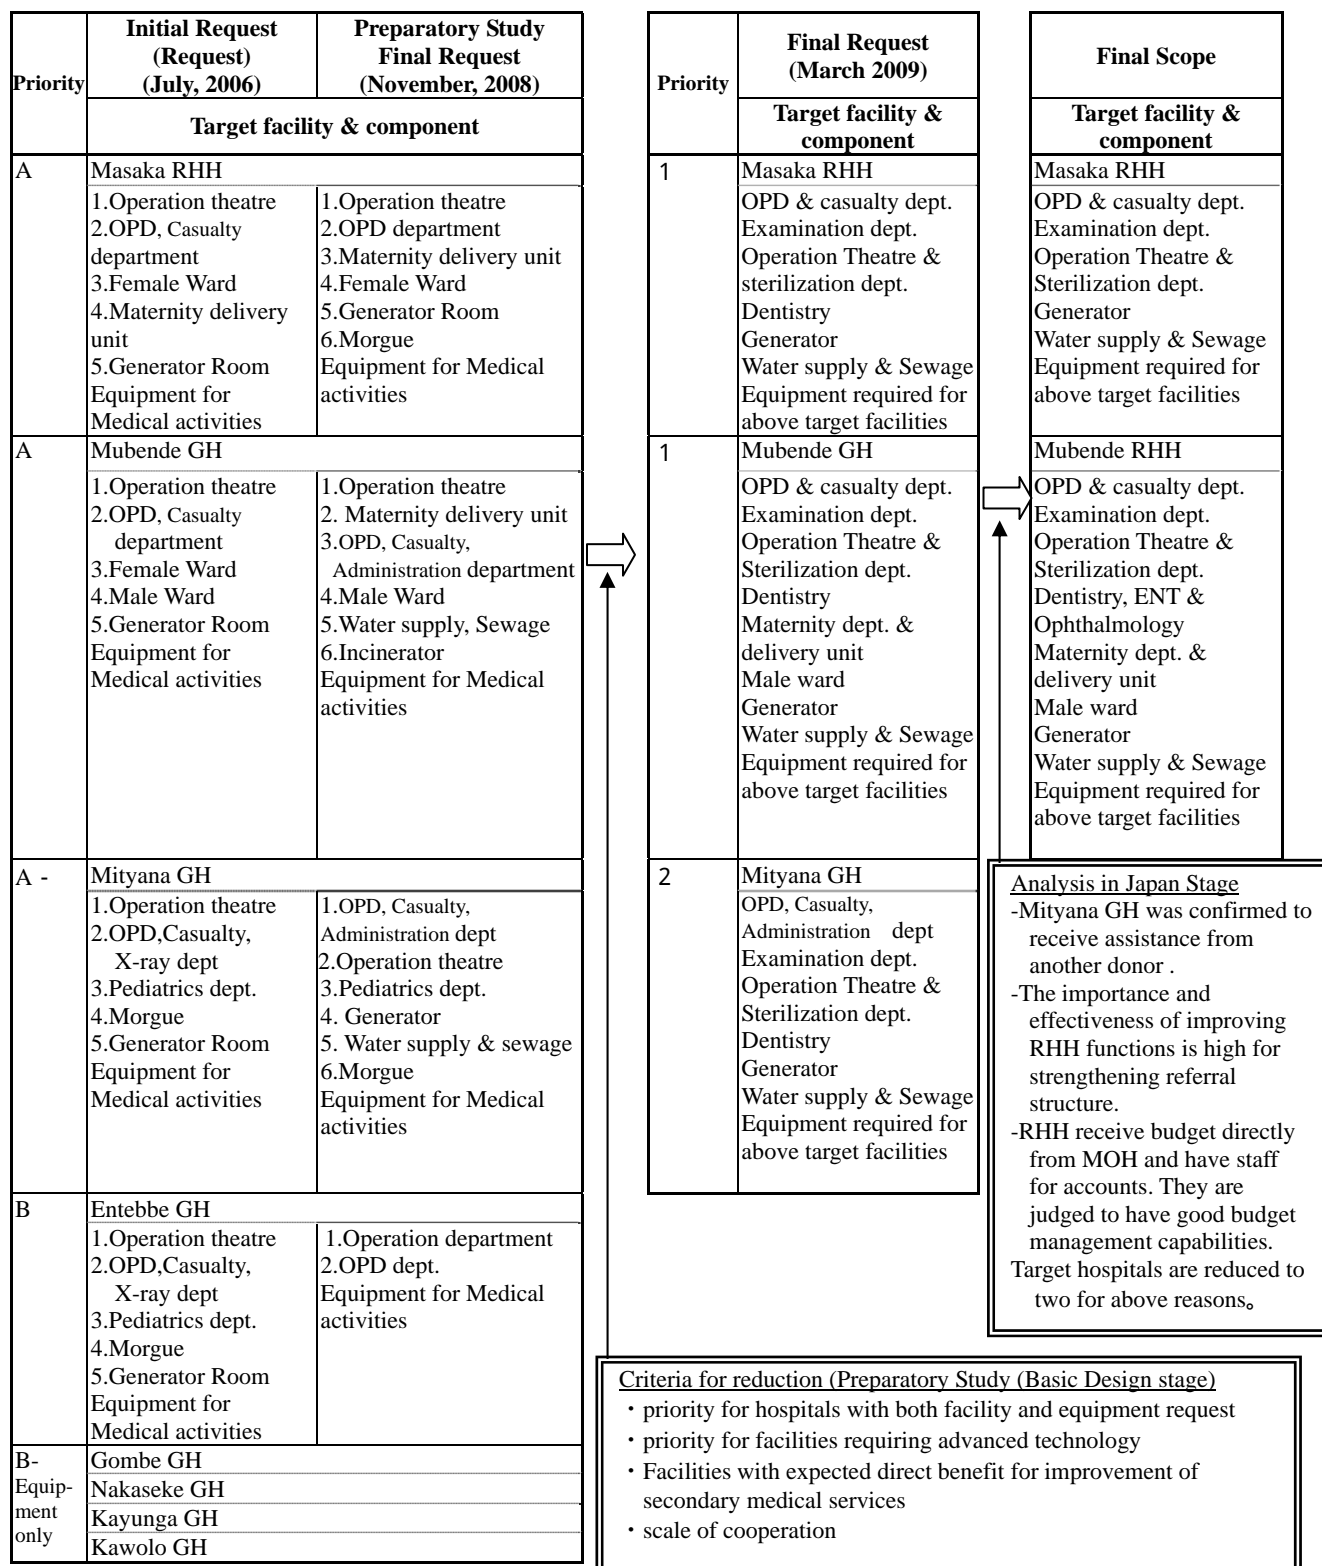 Priority
Initial Request
(Request)
(July, 2006)
Preparatory Study
Final Request
(November, 2008)
Target facility & component
A
Masaka RHH
1.Operation theatre
2.OPD, Casualty
department
3.Female Ward
4.Maternity delivery
unit
5.Generator Room
Equipment for
Medical activities
1.Operation theatre
2.OPD department
3.Maternity delivery unit
4.Female Ward
5.Generator Room
6.Morgue
Equipment for Medical
activities
A
Mubende GH
1.Operation theatre
2.OPD, Casualty
department
3.Female Ward
4.Male Ward
5.Generator Room
Equipment for
Medical activities
1.Operation theatre
2. Maternity delivery unit
3.OPD, Casualty,
Administration department
4.Male Ward
5.Water supply, Sewage
6.Incinerator
Equipment for Medical
activities
A -
Mityana GH
1.Operation theatre
2.OPD,Casualty,
X-ray dept
3.Pediatrics dept.
4.Morgue
5.Generator Room
Equipment for
Medical activities
1.OPD, Casualty,
Administration dept
2.Operation theatre
3.Pediatrics dept.
4. Generator
5. Water supply & sewage
6.Morgue
Equipment for Medical
activities
B
Entebbe GH
1.Operation theatre
2.OPD,Casualty,
X-ray dept
3.Pediatrics dept.
4.Morgue
5.Generator Room
Equipment for
Medical activities
1.Operation department
2.OPD dept.
Equipment for Medical
activities
B-
Equip-
ment
only
Gombe GH
Nakaseke GH
Kayunga GH
Kawolo GH
Priority
Final Request
(March 2009)
Target facility &
component
1
Masaka RHH
OPD & casualty dept.
Examination dept.
Operation Theatre &
sterilization dept.
Dentistry
Generator
Water supply & Sewage
Equipment required for
above target facilities
1
Mubende GH
OPD & casualty dept.
Examination dept.
Operation Theatre &
Sterilization dept.
Dentistry
Maternity dept. &
delivery unit
Male ward
Generator
Water supply & Sewage
Equipment required for
above target facilities
2
Mityana GH
OPD, Casualty,
Administration dept
Examination dept.
Operation Theatre &
Sterilization dept.
Dentistry
Generator
Water supply & Sewage
Equipment required for
above target facilities
Final Scope
Target facility &
component
Masaka RHH
OPD & casualty dept.
Examination dept.
Operation Theatre &
Sterilization dept.
Generator
Water supply & Sewage
Equipment required for
above target facilities
Mubende RHH
OPD & casualty dept.
Examination dept.
Operation Theatre &
Sterilization dept.
Dentistry, ENT &
Ophthalmology
Maternity dept. &
delivery unit
Male ward
Generator
Water supply & Sewage
Equipment required for
above target facilities
Analysis in Japan Stage
-Mityana GH was confirmed to
receive assistance from
another donor .
-The importance and
effectiveness of improving
RHH functions is high for
strengthening referral
structure.
-RHH receive budget directly
from MOH and have staff
for accounts. They are
judged to have good budget
management capabilities.
Target hospitals are reduced to
two for above reasons。
Criteria for reduction (Preparatory Study (Basic Design stage)
・priority for hospitals with both facility and equipment request
・priority for facilities requiring advanced technology
・Facilities with expected direct benefit for improvement of
secondary medical services
・scale of cooperation